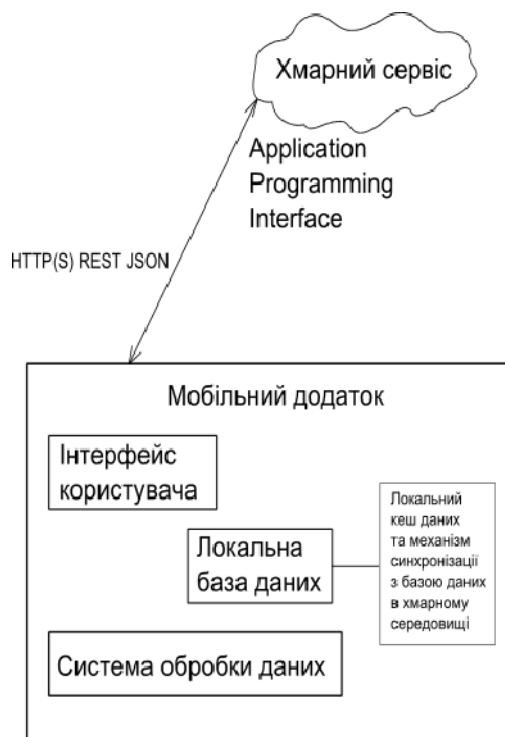 Хмарний сервіс
Application
Programming
Interface
HTTP(S) REST JSON
Мобільний додаток
Інтерфейс
користувача
Локальна
база даних
Локальний
кеш даних
та механізм
синхронізації
з базою даних
в хмарному
середовищі
Система обробки даних